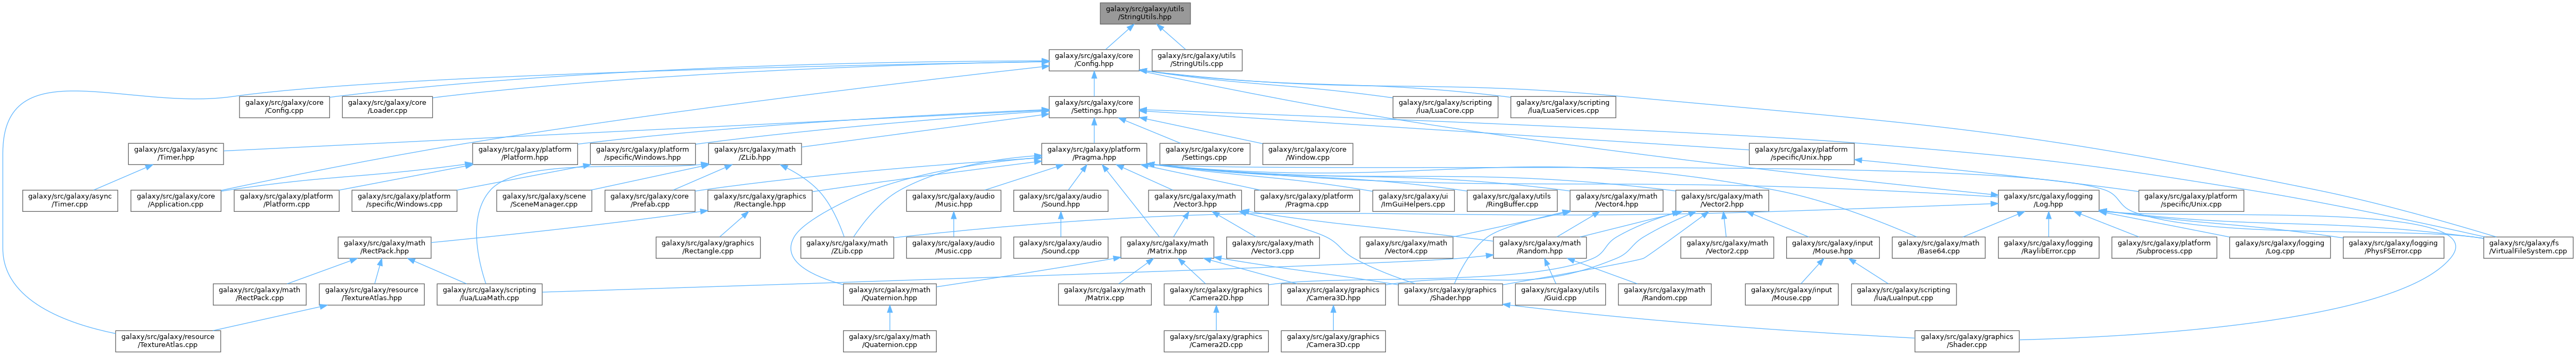 galaxy/src/galaxy/utils
/StringUtils.hpp
galaxy/src/galaxy/core
/Config.hpp
galaxy/src/galaxy/utils
/StringUtils.cpp
galaxy/src/galaxy/core
/Config.cpp
galaxy/src/galaxy/core
/Loader.cpp
galaxy/src/galaxy/core
/Settings.hpp
galaxy/src/galaxy/scripting
/lua/LuaCore.cpp
galaxy/src/galaxy/scripting
/lua/LuaServices.cpp
galaxy/src/galaxy/async
/Timer.hpp
galaxy/src/galaxy/platform
/Platform.hpp
galaxy/src/galaxy/platform
/specific/Windows.hpp
galaxy/src/galaxy/math
/ZLib.hpp
galaxy/src/galaxy/platform
/Pragma.hpp
galaxy/src/galaxy/core
/Settings.cpp
galaxy/src/galaxy/core
/Window.cpp
galaxy/src/galaxy/platform
/specific/Unix.hpp
galaxy/src/galaxy/async
/Timer.cpp
galaxy/src/galaxy/core
/Application.cpp
galaxy/src/galaxy/platform
/Platform.cpp
galaxy/src/galaxy/platform
/specific/Windows.cpp
galaxy/src/galaxy/scene
/SceneManager.cpp
galaxy/src/galaxy/core
/Prefab.cpp
galaxy/src/galaxy/graphics
/Rectangle.hpp
galaxy/src/galaxy/audio
/Music.hpp
galaxy/src/galaxy/audio
/Sound.hpp
galaxy/src/galaxy/math
/Vector3.hpp
galaxy/src/galaxy/platform
/Pragma.cpp
galaxy/src/galaxy/ui
/ImGuiHelpers.cpp
galaxy/src/galaxy/utils
/RingBuffer.cpp
galaxy/src/galaxy/math
/Vector4.hpp
galaxy/src/galaxy/math
/Vector2.hpp
galaxy/src/galaxy/logging
/Log.hpp
galaxy/src/galaxy/platform
/specific/Unix.cpp
galaxy/src/galaxy/math
/RectPack.hpp
galaxy/src/galaxy/graphics
/Rectangle.cpp
galaxy/src/galaxy/math
/ZLib.cpp
galaxy/src/galaxy/audio
/Music.cpp
galaxy/src/galaxy/audio
/Sound.cpp
galaxy/src/galaxy/math
/Matrix.hpp
galaxy/src/galaxy/math
/Vector3.cpp
galaxy/src/galaxy/math
/Vector4.cpp
galaxy/src/galaxy/math
/Random.hpp
galaxy/src/galaxy/math
/Vector2.cpp
galaxy/src/galaxy/input
/Mouse.hpp
galaxy/src/galaxy/math
/Base64.cpp
galaxy/src/galaxy/logging
/RaylibError.cpp
galaxy/src/galaxy/platform
/Subprocess.cpp
galaxy/src/galaxy/logging
/Log.cpp
galaxy/src/galaxy/logging
/PhysFSError.cpp
galaxy/src/galaxy/fs
/VirtualFileSystem.cpp
galaxy/src/galaxy/math
/RectPack.cpp
galaxy/src/galaxy/resource
/TextureAtlas.hpp
galaxy/src/galaxy/scripting
/lua/LuaMath.cpp
galaxy/src/galaxy/math
/Quaternion.hpp
galaxy/src/galaxy/math
/Matrix.cpp
galaxy/src/galaxy/graphics
/Camera2D.hpp
galaxy/src/galaxy/graphics
/Camera3D.hpp
galaxy/src/galaxy/graphics
/Shader.hpp
galaxy/src/galaxy/utils
/Guid.cpp
galaxy/src/galaxy/math
/Random.cpp
galaxy/src/galaxy/input
/Mouse.cpp
galaxy/src/galaxy/scripting
/lua/LuaInput.cpp
galaxy/src/galaxy/resource
/TextureAtlas.cpp
galaxy/src/galaxy/math
/Quaternion.cpp
galaxy/src/galaxy/graphics
/Camera2D.cpp
galaxy/src/galaxy/graphics
/Camera3D.cpp
galaxy/src/galaxy/graphics
/Shader.cpp